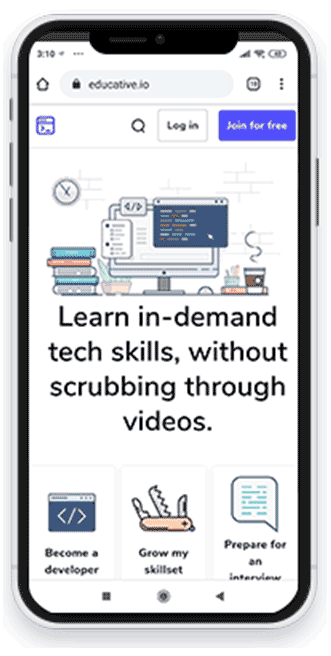 3:10
educative.io
Log in
Join for free
</>
Learn in-demand
tech skills, without
scrubbing through
videos.
</>
Become a
developer
Grow my
skillset
Prepare for
an
interview